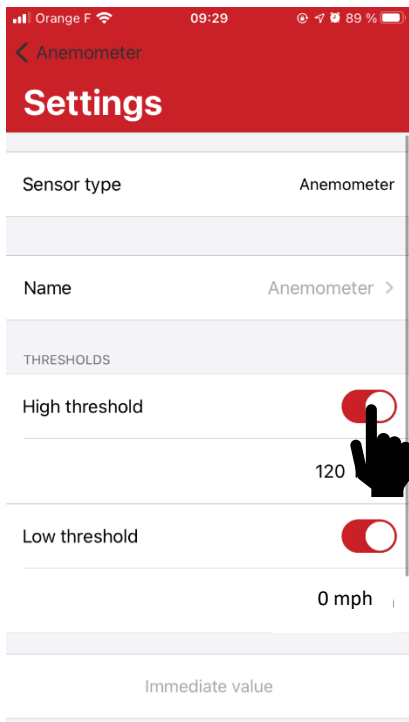 Orange F 09:29 89 %
Anemometer
Settings
Sensor type Anemometer
Name Anemometer
THRESHOLDS
High threshold
120
Low threshold
0 mph
Immediate value